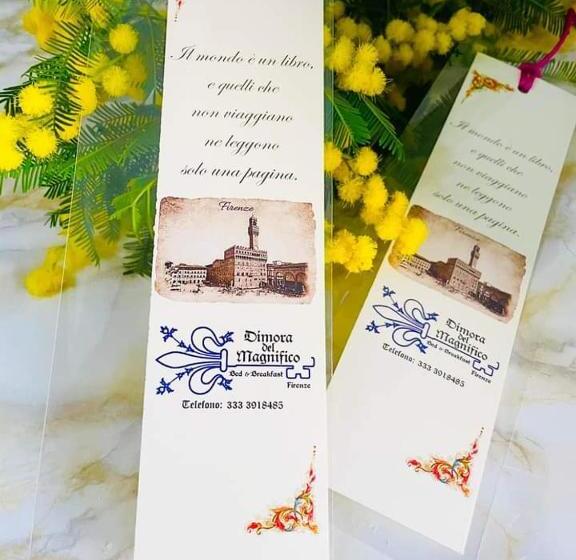 Il mondo è un libro,
e quelli che
non viaggiano
ne leggono
solo una pagina.
Firenze
Dimora
del
Magnifico
Bed & Breakfast
Firenze
Telefono: 333 3918485
Il mondo è un libro,
e quelli che
non viaggiano
ne leggono
solo una pagina.
Firenze
Dimora
del
Magnifico
Bed & Breakfast
Firenze
Telefono: 333 3918485